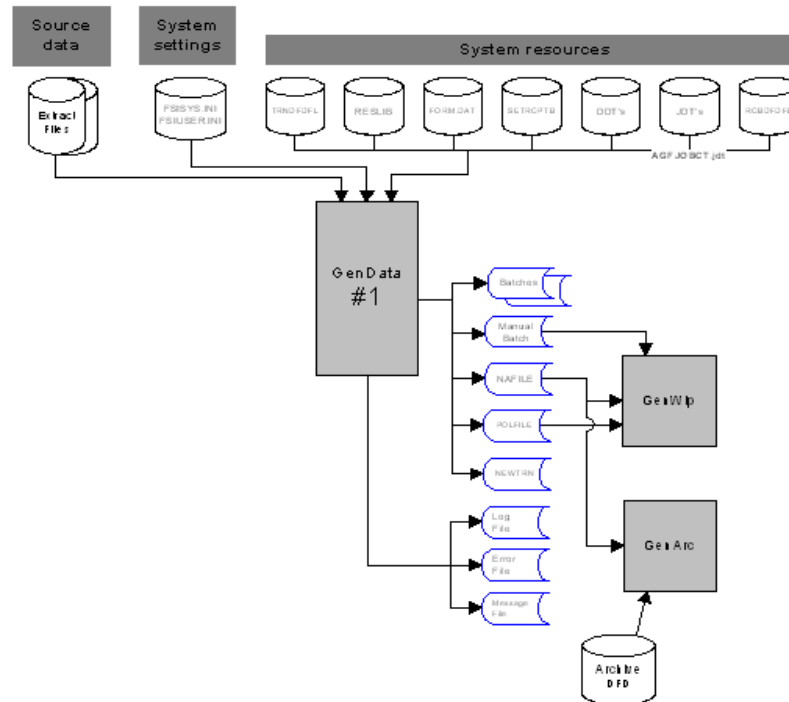 Source
data
System
settings
System resources
Extract
Files
FSISYS.INI
FSIUSER.INI
TRNDFDFL
RESLIB
FORM.DAT
SETRCPTB
DDT's
JDT's
RCBDFDFL
AGFJOBCT.jdt
GenData
#1
Batches
Manual
Batch
NAFILE
POLFILE
NEWTRN
Log
File
Error
File
Message
File
GenWip
GenArc
Archive
DFD